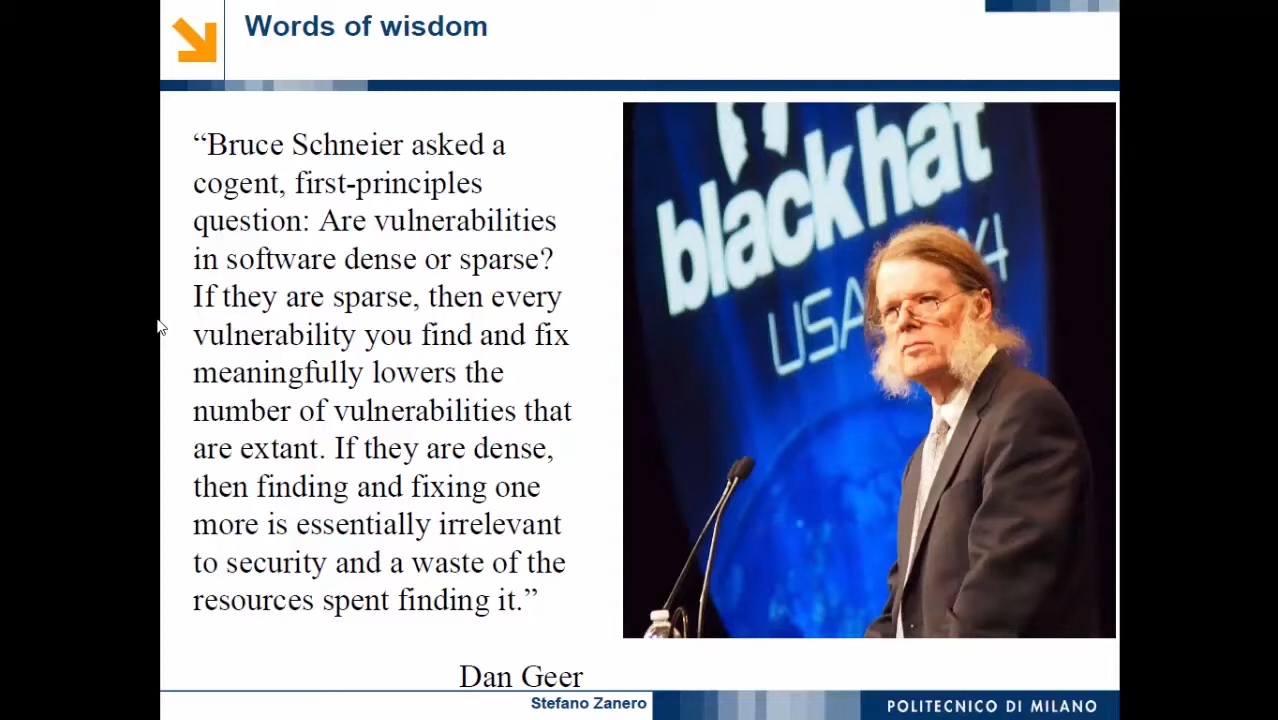 Words of wisdom
“Bruce Schneier asked a
cogent, first-principles
question: Are vulnerabilities
in software dense or sparse?
If they are sparse, then every
vulnerability you find and fix
meaningfully lowers the
number of vulnerabilities that
are extant. If they are dense,
then finding and fixing one
more is essentially irrelevant
to security and a waste of the
resources spent finding it.”
Dan Geer
blackhat
USA
4
Stefano Zanero
POLITECNICO DI MILANO